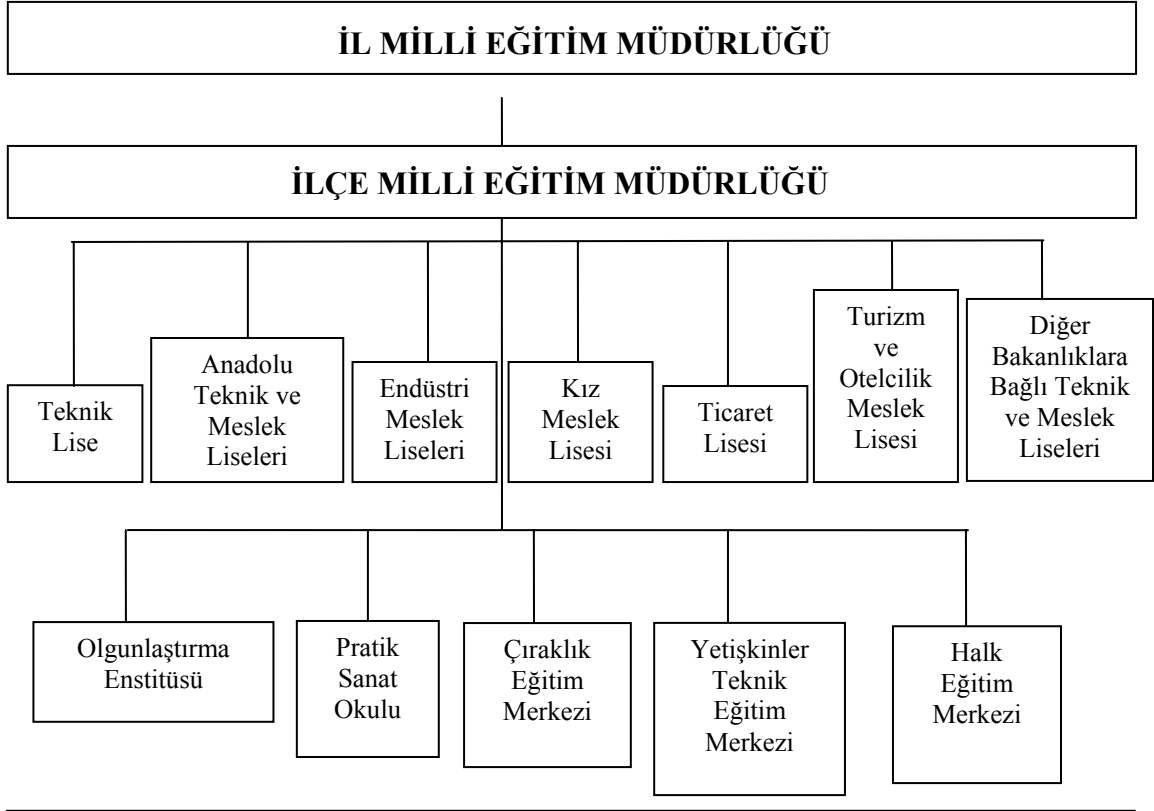 İL MİLLİ EĞİTİM MÜDÜRLÜĞÜ
İLÇE MİLLİ EĞİTİM MÜDÜRLÜĞÜ
Teknik
Lise
Anadolu
Teknik ve
Meslek
Liseleri
Endüstri
Meslek
Liseleri
Kız
Meslek
Lisesi
Ticaret
Lisesi
Turizm
ve
Otelcilik
Meslek
Lisesi
Diğer
Bakanlıklara
Bağlı Teknik
ve Meslek
Liseleri
Olgunlaştırma
Enstitüsü
Pratik
Sanat
Okulu
Çıraklık
Eğitim
Merkezi
Yetişkinler
Teknik
Eğitim
Merkezi
Halk
Eğitim
Merkezi